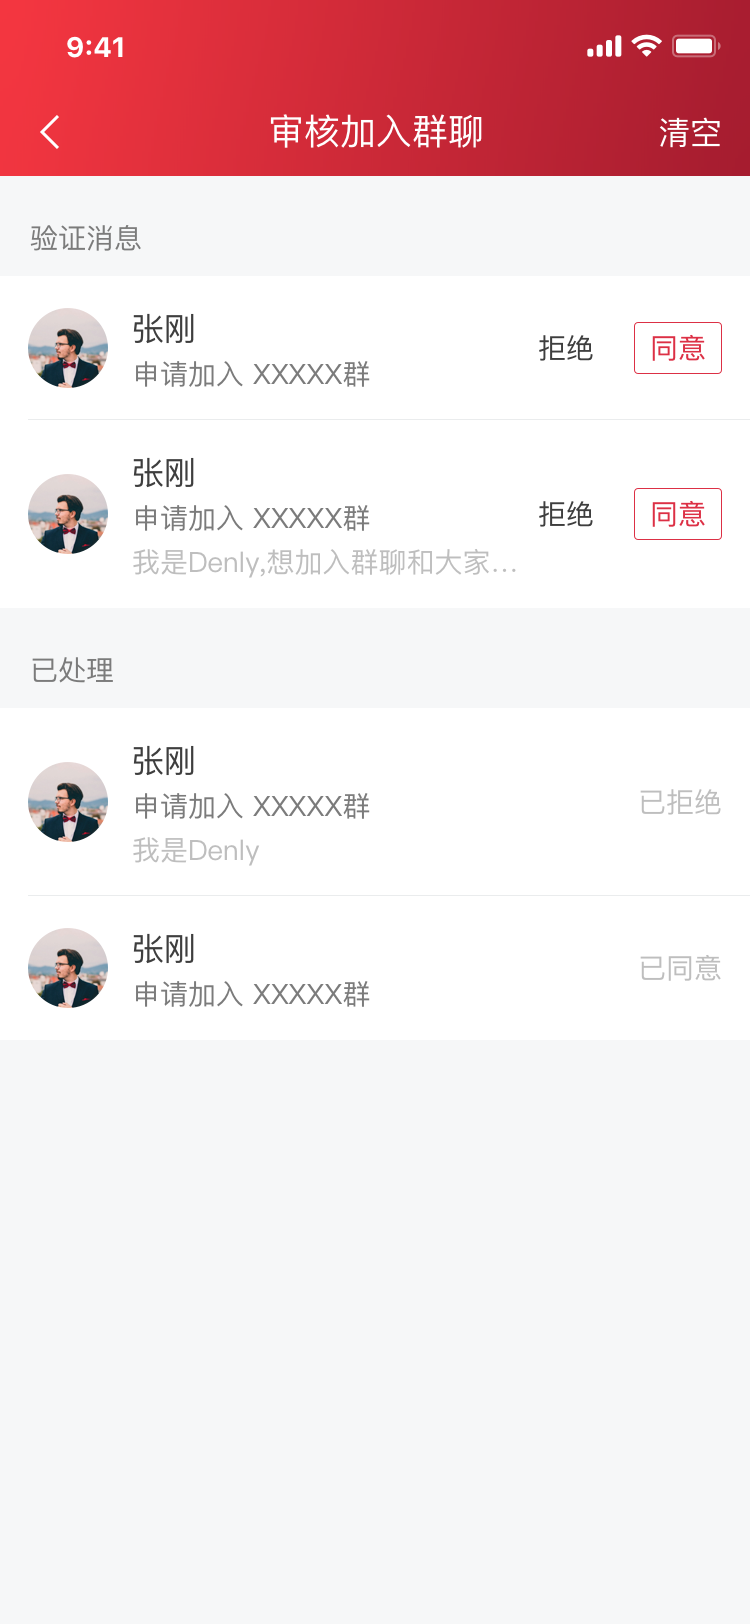 9:41
审核加入群聊
清空
验证消息
张刚
申请加入 XXXXX群
拒绝
同意
张刚
申请加入 XXXXX群
我是Denly,想加入群聊和大家...
拒绝
同意
已处理
张刚
申请加入 XXXXX群
我是Denly
已拒绝
张刚
申请加入 XXXXX群
已同意